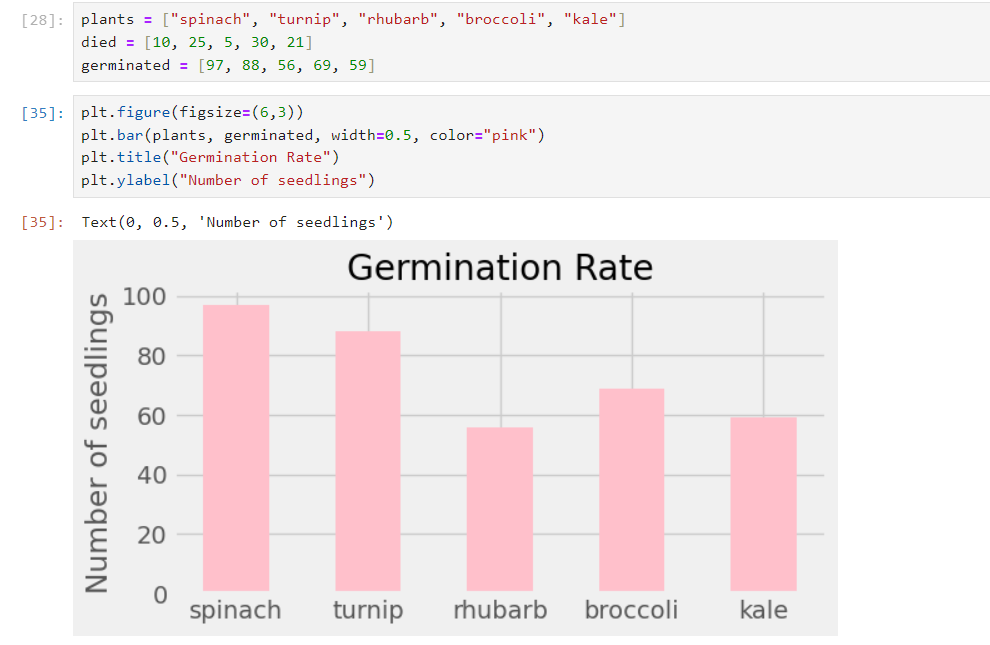 [28]: plants = ["spinach", "turnip", "rhubarb", "broccoli", "kale"]
died = [10, 25, 5, 30, 21]
germinated = [97, 88, 56, 69, 59]
[35]: plt.figure(figsize=(6,3))
plt.bar(plants, germinated, width=0.5, color="pink")
plt.title("Germination Rate")
plt.ylabel("Number of seedlings")
[35]: Text(0, 0.5, 'Number of seedlings')
Germination Rate
Number of seedlings
100
80
60
40
20
0
spinach turnip rhubarb broccoli kale